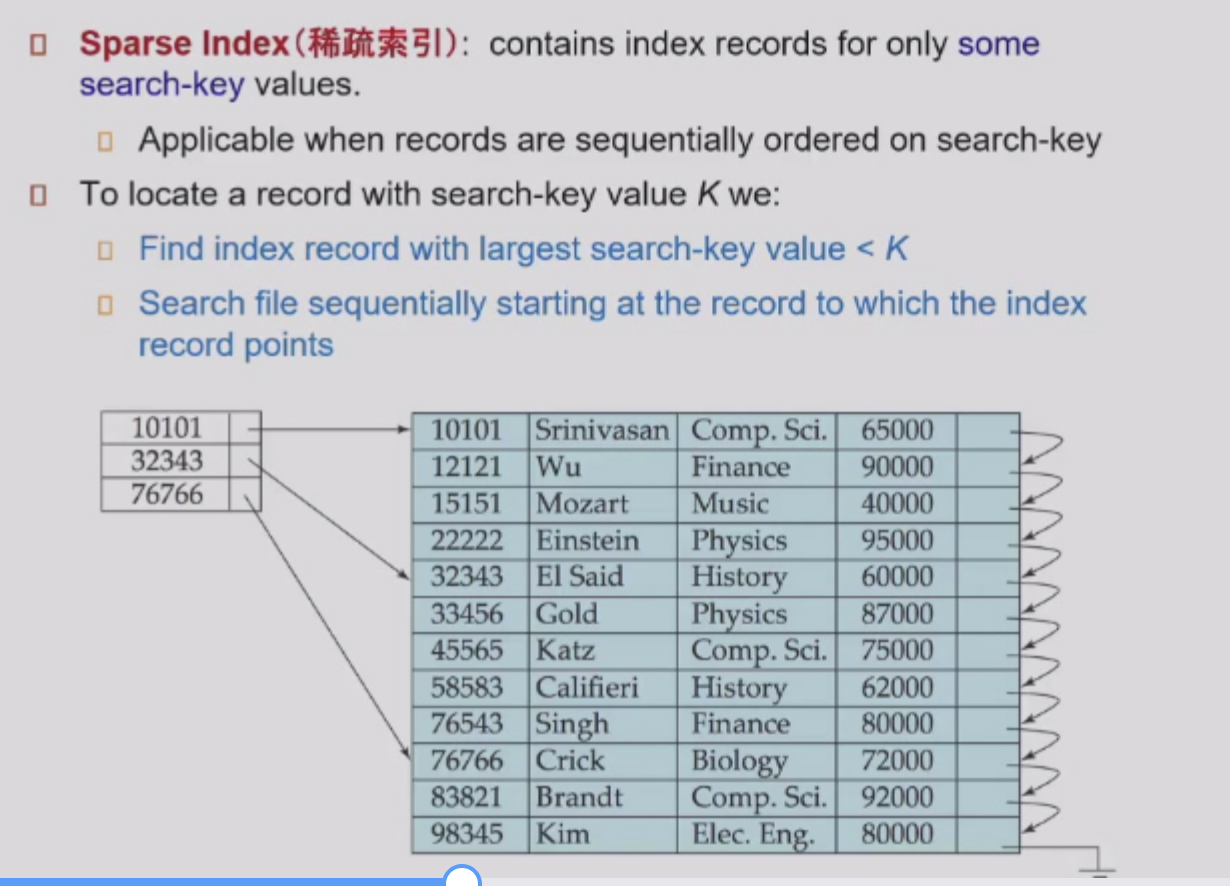 Sparse Index(稀疏索引): contains index records for only some
search-key values.
Applicable when records are sequentially ordered on search-key
To locate a record with search-key value K we:
Find index record with largest search-key value < K
Search file sequentially starting at the record to which the index
record points
10101
32343
76766
10101 Srinivasan Comp. Sci. 65000
12121 Wu Finance 90000
15151 Mozart Music 40000
22222 Einstein Physics 95000
32343 El Said History 60000
33456 Gold Physics 87000
45565 Katz Comp. Sci. 75000
58583 Califieri History 62000
76543 Singh Finance 80000
76766 Crick Biology 72000
83821 Brandt Comp. Sci. 92000
98345 Kim Elec. Eng. 80000